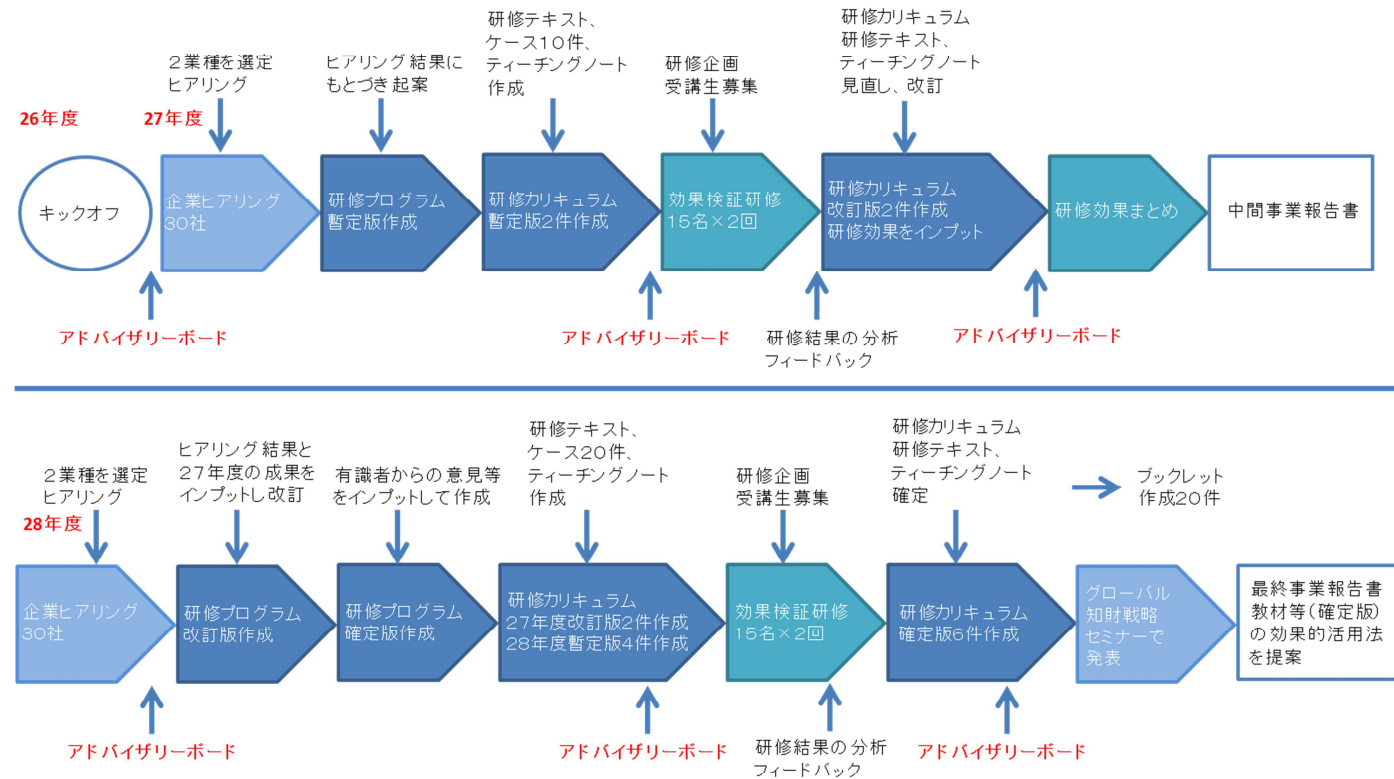 26年度
27年度
２業種を選定
ヒアリング
ヒアリング結果に
もとづき起案
研修テキスト、
ケース１０件、
ティーチングノート
作成
研修企画
受講生募集
研修カリキュラム
研修テキスト、
ティーチングノート
見直し、改訂
キックオフ
企業ヒアリング
３０社
研修プログラム
暫定版作成
研修カリキュラム
暫定版２件作成
効果検証研修
１５名×２回
研修カリキュラム
改訂版２件作成
研修効果をインプット
研修効果まとめ
中間事業報告書
アドバイザリーボード
アドバイザリーボード
研修結果の分析
フィードバック
アドバイザリーボード
２業種を選定
ヒアリング
28年度
ヒアリング結果と
２７年度の成果を
インプットし改訂
有識者からの意見等
をインプットして作成
研修テキスト、
ケース２０件、
ティーチングノート
作成
研修企画
受講生募集
研修カリキュラム
研修テキスト、
ティーチングノート
確定
ブックレット
作成２０件
企業ヒアリング
３０社
研修プログラム
改訂版作成
研修プログラム
確定版作成
研修カリキュラム
２７年度改訂版２件作成
２８年度暫定版４件作成
効果検証研修
１５名×２回
研修カリキュラム
確定版６件作成
グローバル
知財戦略
セミナーで
発表
最終事業報告書
教材等（確定版）
の効果的活用法
を提案
アドバイザリーボード
アドバイザリーボード
研修結果の分析
フィードバック
アドバイザリーボード